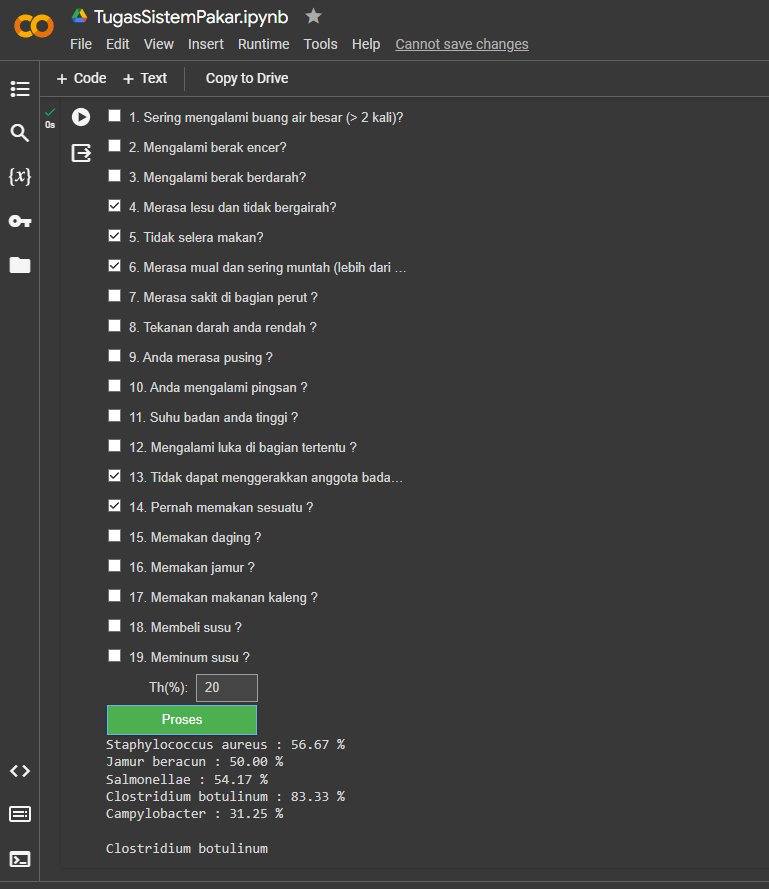 TugasSistemPakar.ipynb
File Edit View Insert Runtime Tools Help Cannot save changes
+ Code + Text Copy to Drive
0s
{x}
1. Sering mengalami buang air besar (> 2 kali)?
2. Mengalami berak encer?
3. Mengalami berak berdarah?
4. Merasa lesu dan tidak bergairah?
5. Tidak selera makan?
6. Merasa mual dan sering muntah (lebih dari …
7. Merasa sakit di bagian perut ?
8. Tekanan darah anda rendah ?
9. Anda merasa pusing ?
10. Anda mengalami pingsan ?
11. Suhu badan anda tinggi ?
12. Mengalami luka di bagian tertentu ?
13. Tidak dapat menggerakkan anggota bada…
14. Pernah memakan sesuatu ?
15. Memakan daging ?
16. Memakan jamur ?
17. Memakan makanan kaleng ?
18. Membeli susu ?
19. Meminum susu ?
Th(%): 20
Proses
Staphylococcus aureus : 56.67 %
Jamur beracun : 50.00 %
Salmonellae : 54.17 %
Clostridium botulinum : 83.33 %
Campylobacter : 31.25 %
Clostridium botulinum